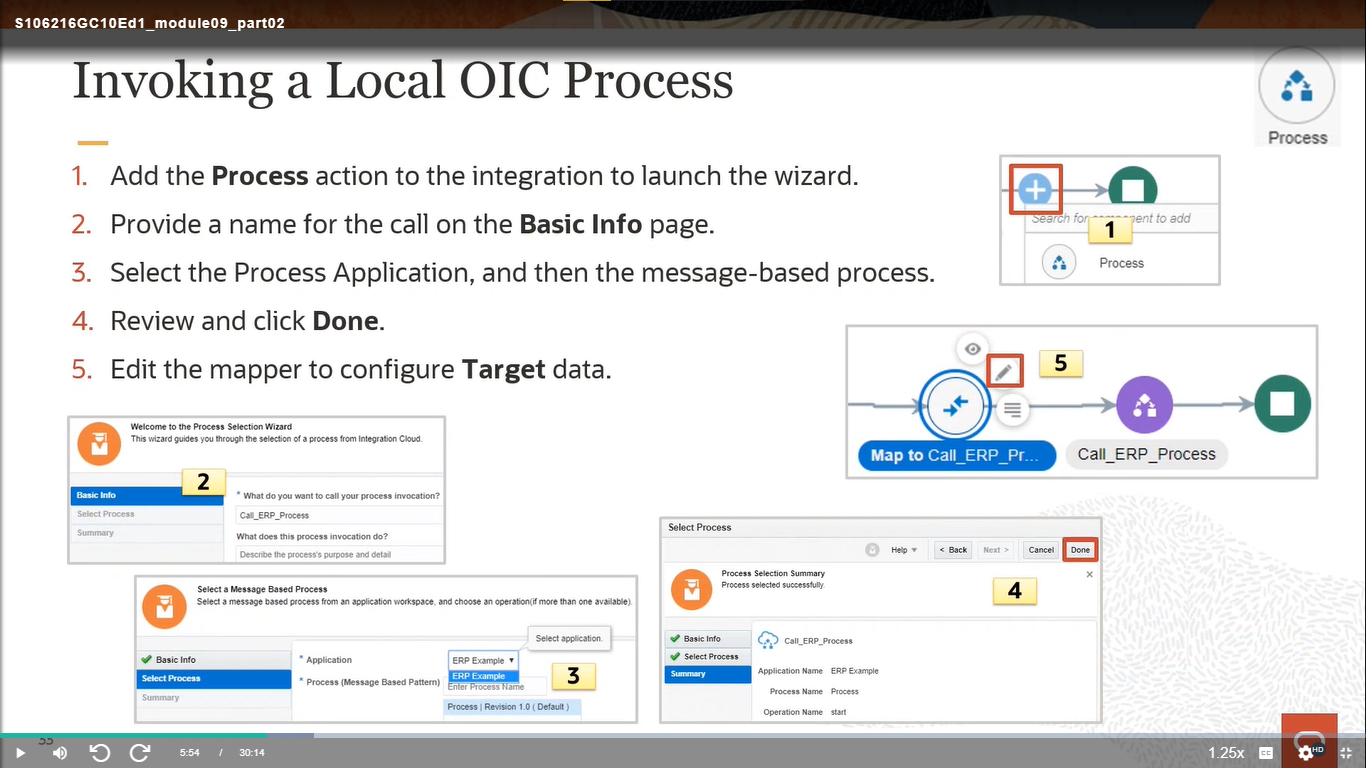 S106216GC10Ed1_module09_part02
Invoking a Local OIC Process
Process
1. Add the Process action to the integration to launch the wizard.
2. Provide a name for the call on the Basic Info page.
3. Select the Process Application, and then the message-based process.
4. Review and click Done.
5. Edit the mapper to configure Target data.
Search for component to add
1
Process
5
Map to Call_ERP_Pr...
Call_ERP_Process
Welcome to the Process Selection Wizard
This wizard guides you through the selection of a process from Integration Cloud.
2
Basic Info
Select Process
Summary
* What do you want to call your process invocation?
Call_ERP_Process
What does this process invocation do?
Describe the process's purpose and detail
Select a Message Based Process
Select a message based process from an application workspace, and choose an operation(if more than one available).
Select application.
Basic Info
Select Process
Summary
* Application
ERP Example
ERP Example
* Process (Message Based Pattern)
Enter Process Name
Process | Revision 1.0 ( Default )
3
Select Process
Help
< Back
Next >
Cancel
Done
Process Selection Summary
Process selected successfully.
4
Basic Info
Select Process
Summary
Call_ERP_Process
Application Name ERP Example
Process Name Process
Operation Name start
5:54 / 30:14
1.25x
CC
HD